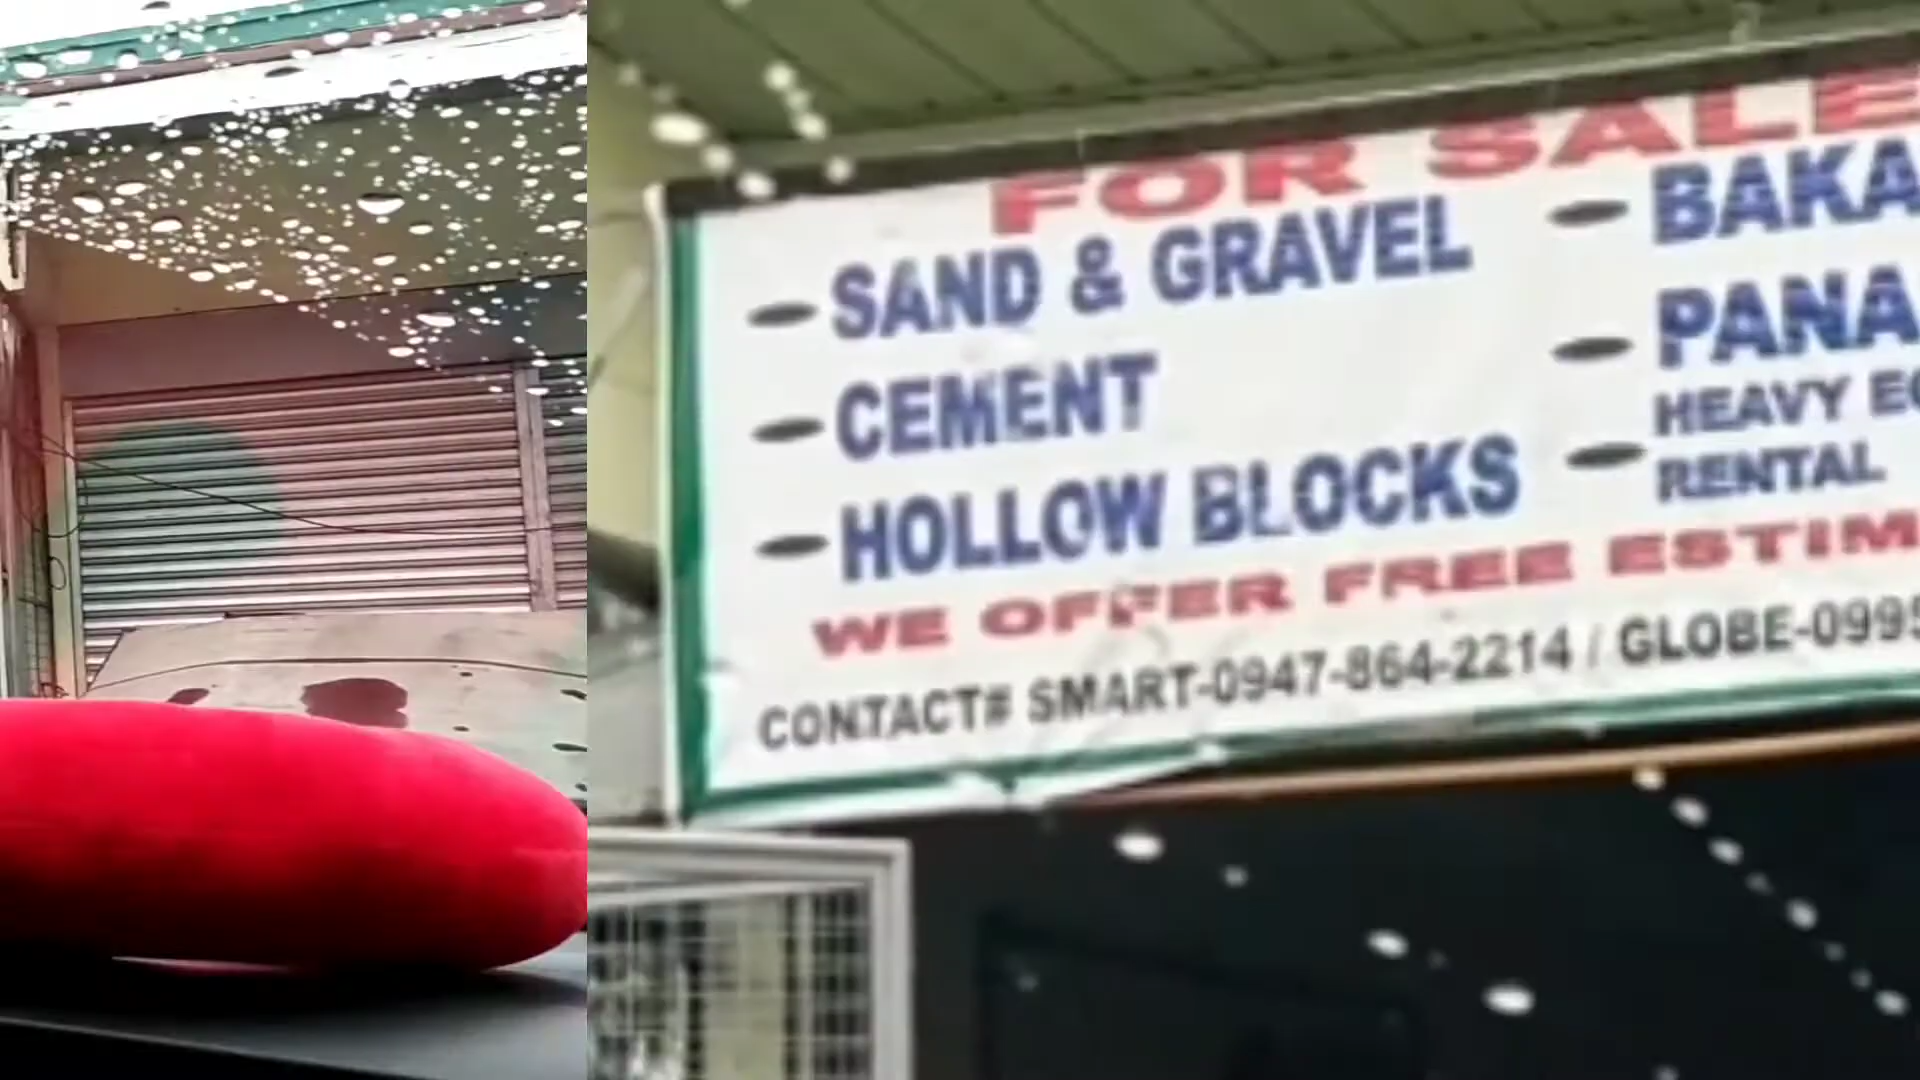 FOR SALE
SAND & GRAVEL
CEMENT
HOLLOW BLOCKS
BAKA
PANA
HEAVY EQ
RENTAL
WE OFFER FREE ESTIM
CONTACT# SMART-0947-864-2214 / GLOBE-0995